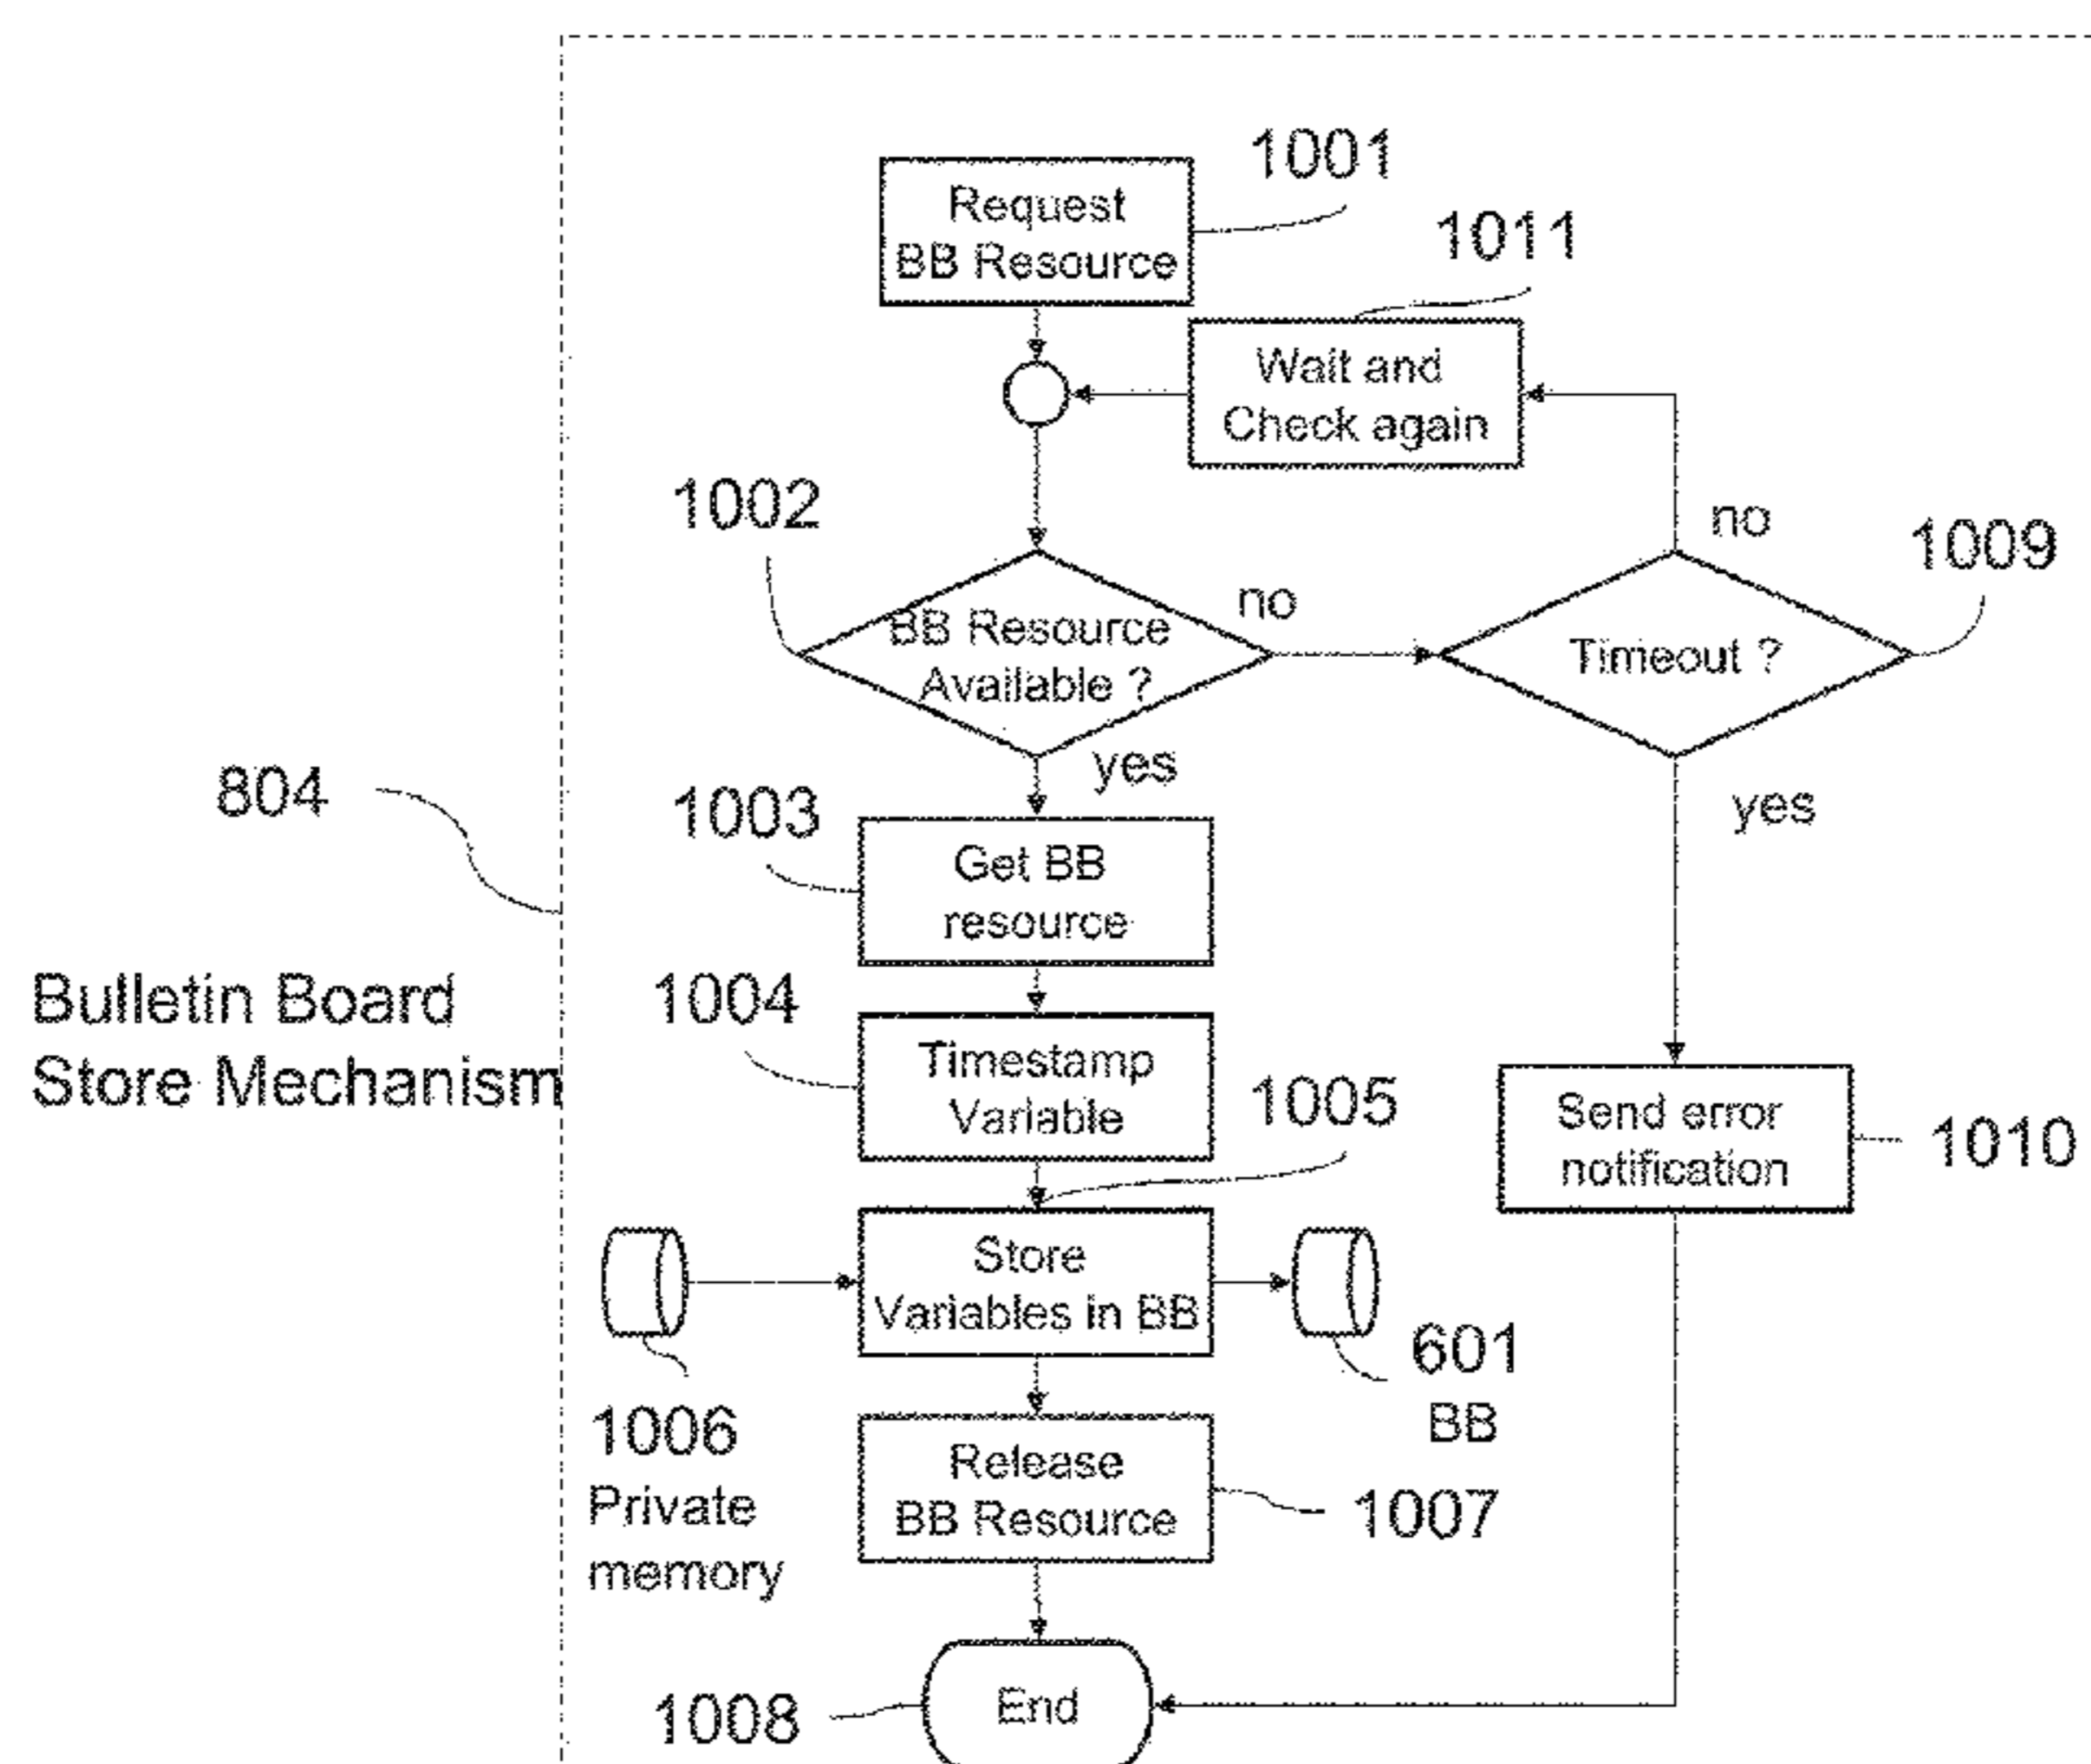 1001
Request
BB Resource
1011
Wait and
Check again
1002
no
1009
BB Resource
Available ?
no
Timeout ?
yes
yes
804
1003
Get BB
resource
Bulletin Board
Store Mechanism
1004
Timestamp
Variable
1005
Send error
notification
1010
Store
Variables in BB
601
BB
1006
Private
memory
Release
BB Resource
1007
1008
End